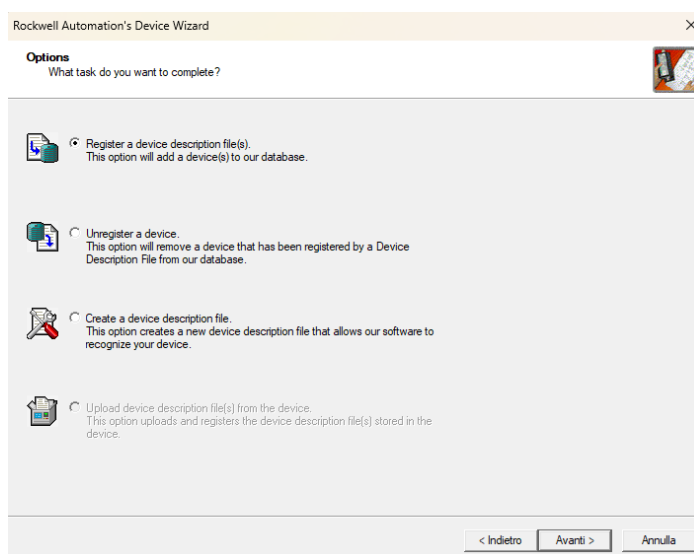 Rockwell Automation's Device Wizard
Options
What task do you want to complete?
Register a device description file(s).
This option will add a device(s) to our database.
Unregister a device.
This option will remove a device that has been registered by a Device
Description File from our database.
Create a device description file.
This option creates a new device description file that allows our software to
recognize your device.
Upload device description file(s) from the device.
This option uploads and registers the device description file(s) stored in the
device.
< Indietro
Avanti >
Annulla